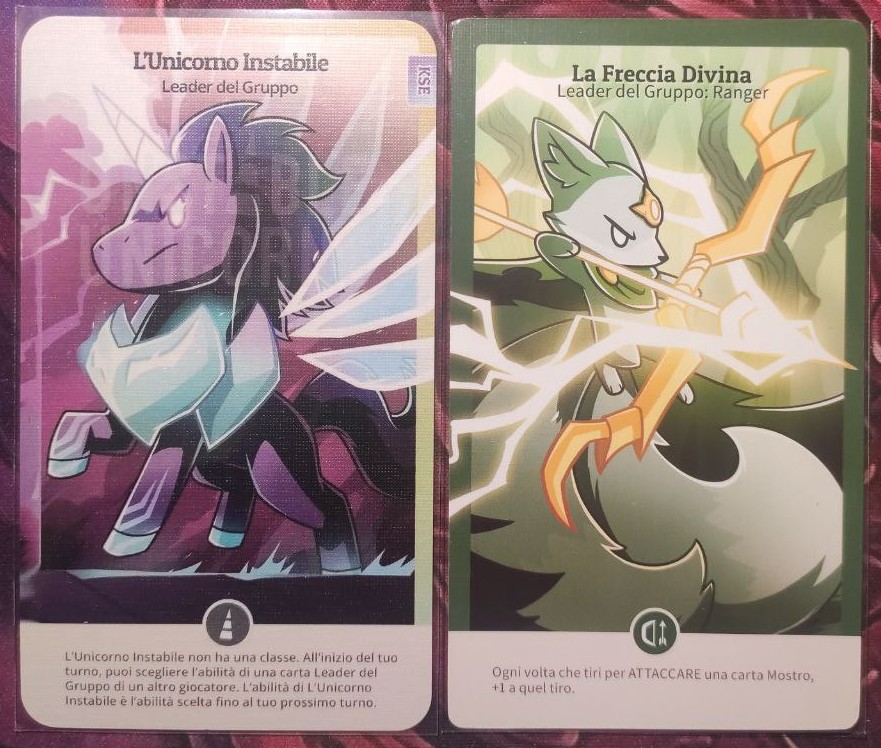 L'Unicorno Instabile
Leader del Gruppo
KSE
L'Unicorno Instabile non ha una classe. All'inizio del tuo
turno, puoi scegliere l'abilità di una carta Leader del
Gruppo di un altro giocatore. L'abilità di L'Unicorno
Instabile è l'abilità scelta fino al tuo prossimo turno.
La Freccia Divina
Leader del Gruppo: Ranger
Ogni volta che tiri per ATTACCARE una carta Mostro,
+1 a quel tiro.